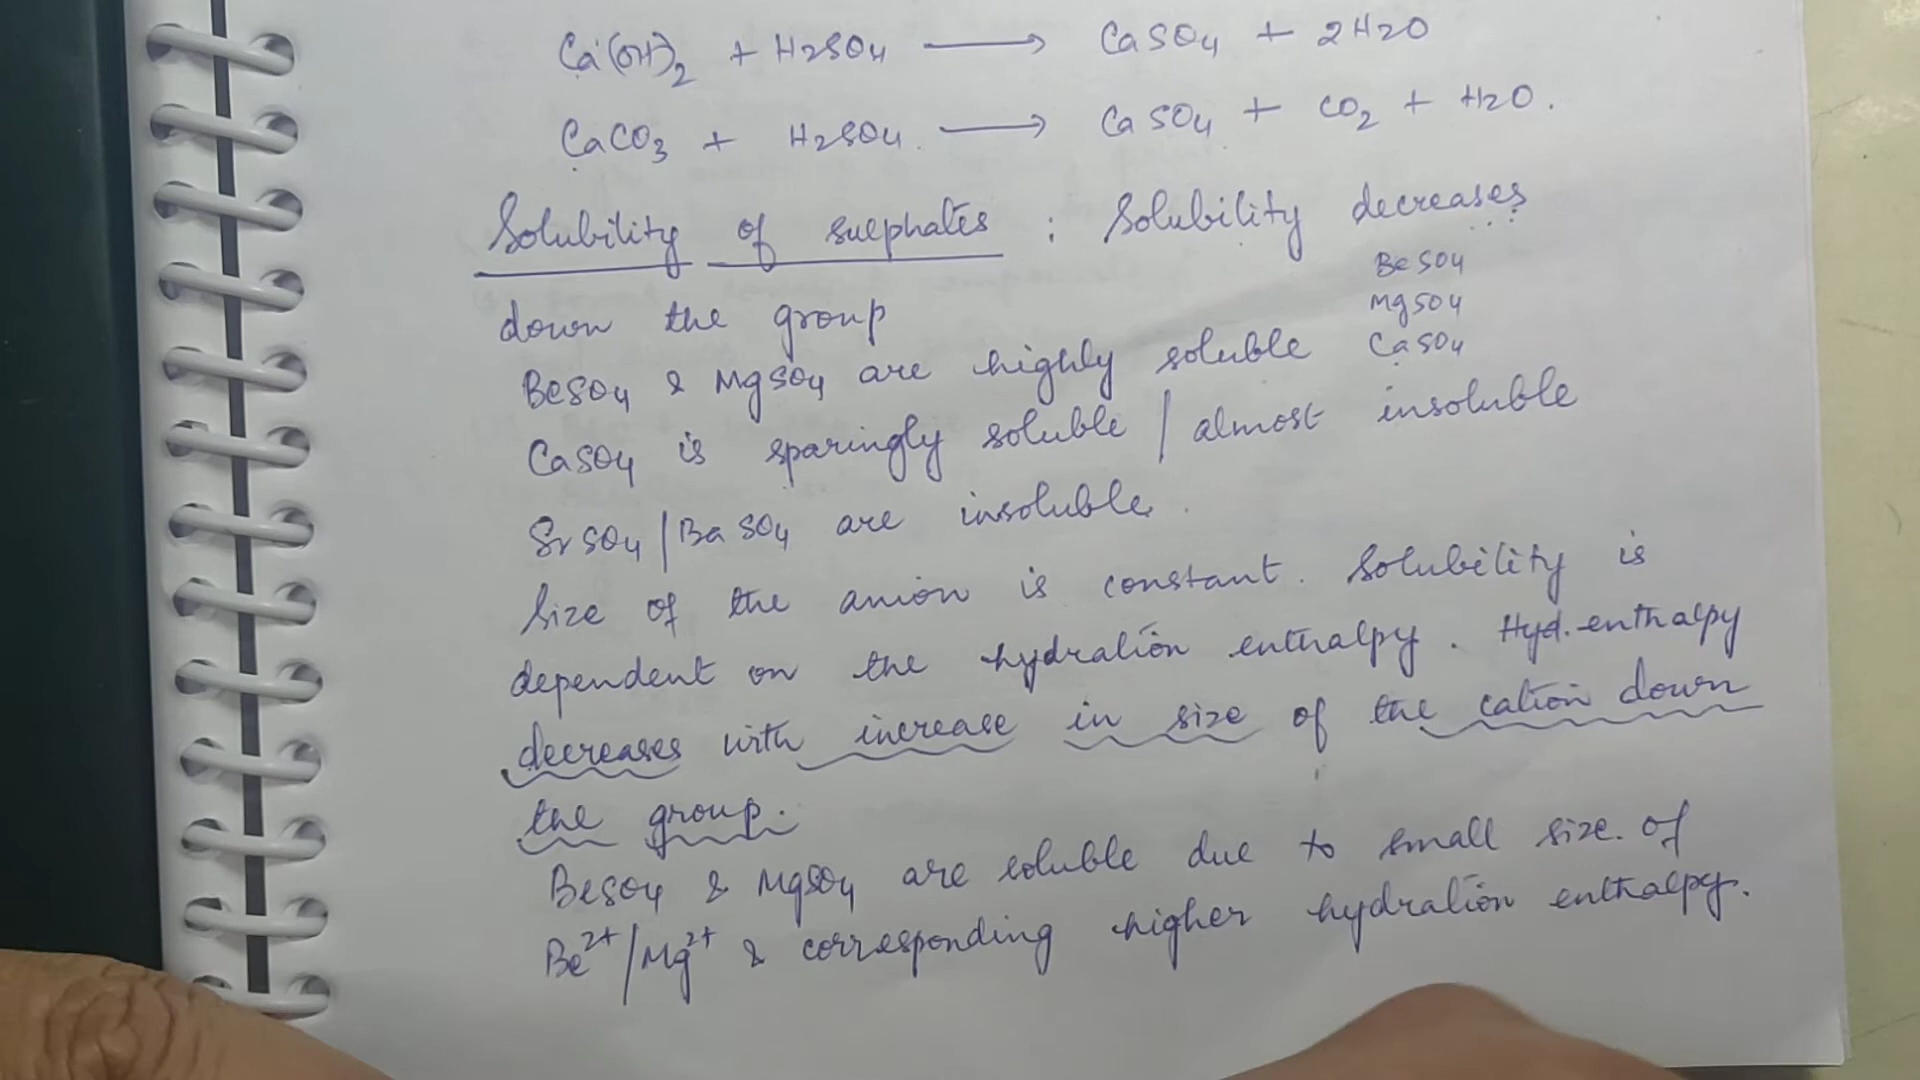 Ca(OH)2 + H2SO4 ⟶ CaSO4 + 2H2O
CaCO3 + H2SO4. ⟶ CaSO4 + CO2 + H2O.
Solubility of sulphates : Solubility decreases
BeSO4
down the group MgSO4
BeSO4 & MgSO4 are highly soluble CaSO4
CaSO4 is sparingly soluble / almost insoluble
SrSO4 / BaSO4 are insoluble.
Size of the anion is constant. Solubility is
dependent on the hydration enthalpy. Hyd. enthalpy
decreases with increase in size of the cation down
the group.
BeSO4 & MgSO4 are soluble due to small size. of
Be2+/Mg2+ & corresponding higher hydration enthalpy.